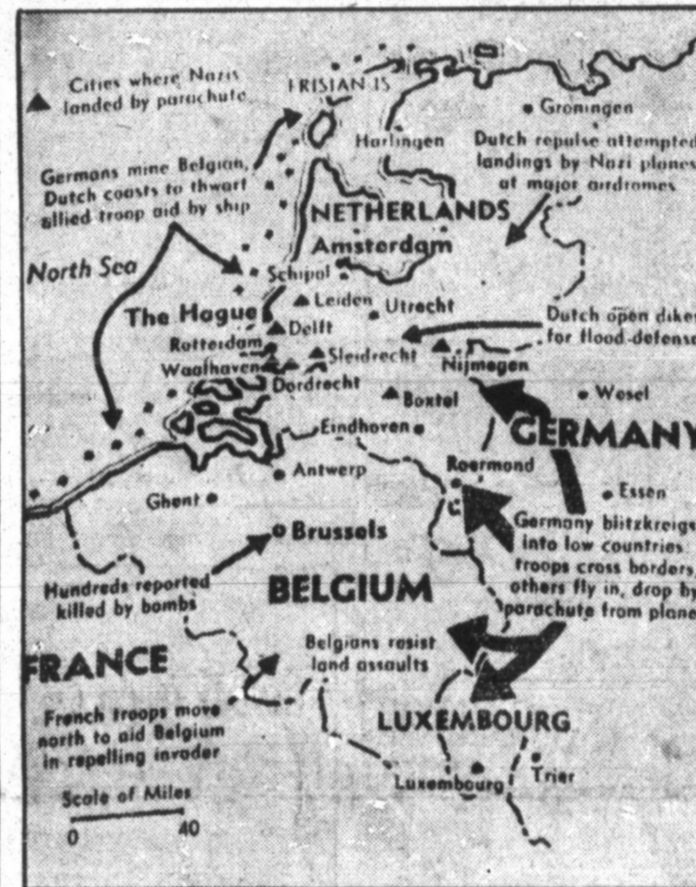 Cities where Nazis
landed by parachute
FRISIAN IS
Groningen
Harlingen
Dutch repulse attempted
landings by Nazi planes
at major airdromes
Germans mine Belgian,
Dutch coasts to thwart
allied troop aid by ship
NETHERLANDS
Amsterdam
North Sea
Schipol
Leiden
Utrecht
The Hague
Delft
Dutch open dikes
for flood-defense
Rotterdam
Sleidrecht
Nijmegen
Waalhaven
Dordrecht
Boxtel
Wesel
Eindhoven
GERMANY
Antwerp
Roermond
Ghent
Essen
Brussels
Germany blitzkreigs
into low countries
troops cross borders,
others fly in, drop by
parachute from plane
Hundreds reported
killed by bombs
BELGIUM
Belgians resist
land assaults
FRANCE
French troops move
north to aid Belgium
in repelling invader
LUXEMBOURG
Luxembourg
Trier
Scale of Miles
0 40